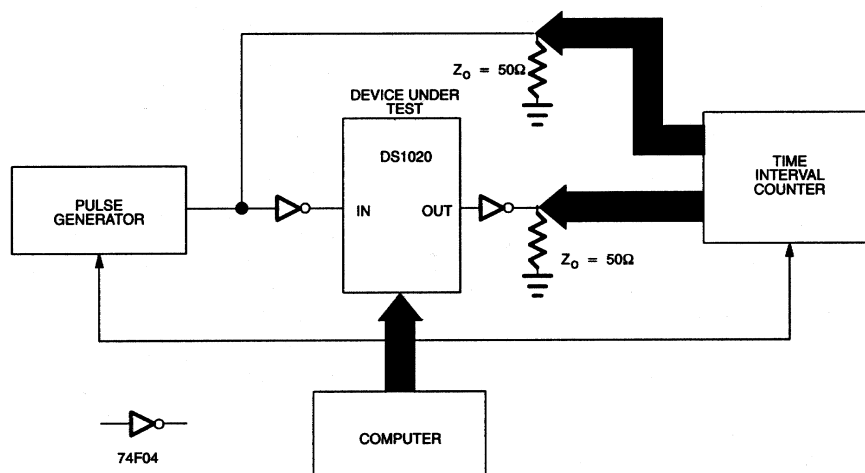 Z₀ = 50Ω
DEVICE UNDER
TEST
DS1020
TIME
INTERVAL
COUNTER
PULSE
GENERATOR
IN
OUT
Z₀ = 50Ω
COMPUTER
74F04